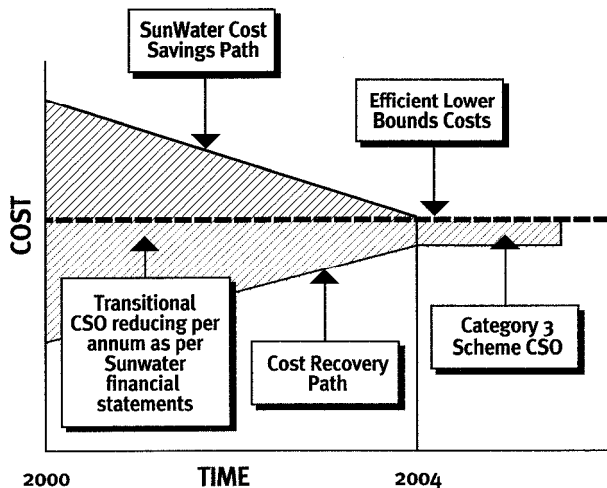 SunWater Cost
Savings Path
Efficient Lower
Bounds Costs
COST
Transitional
CSO reducing per
annum as per
Sunwater
financial
statements
Cost Recovery
Path
Category 3
Scheme CSO
2000
TIME
2004